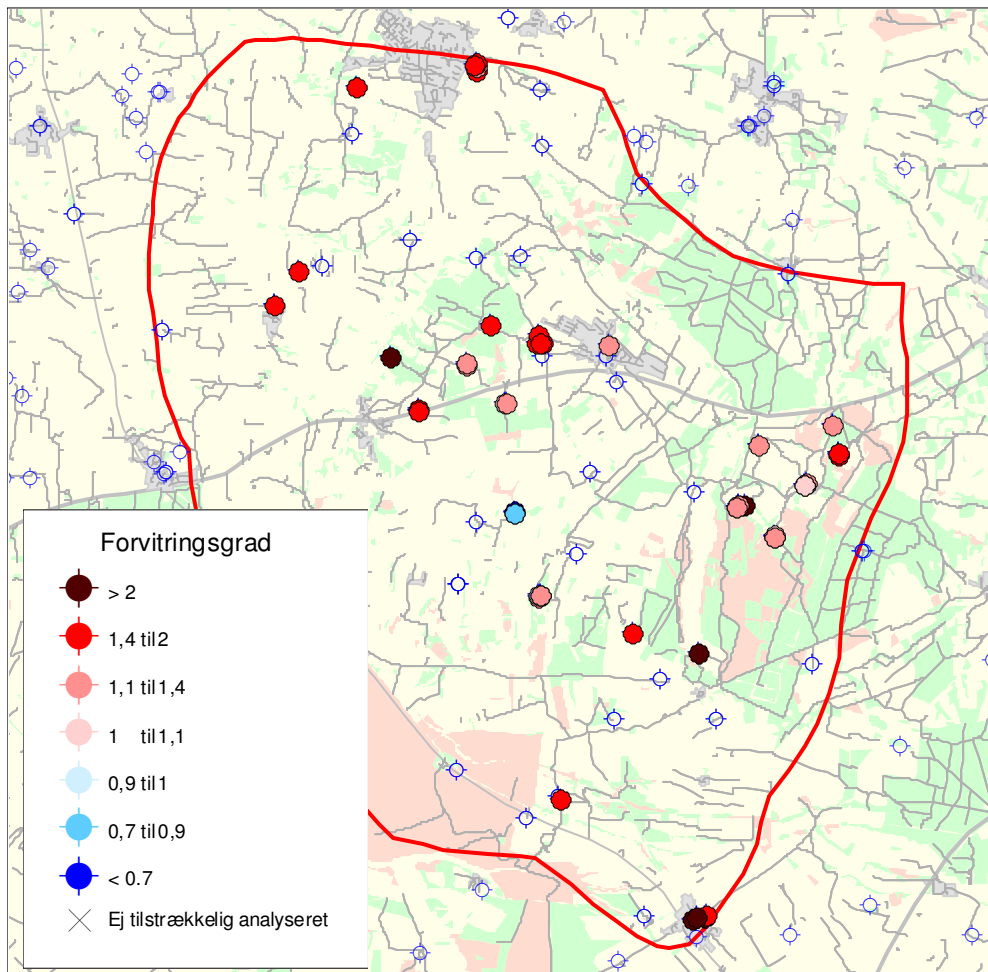 Forvitringsgrad
> 2
1,4 til 2
1,1 til 1,4
1 til 1,1
0,9 til 1
0,7 til 0,9
< 0.7
Ej tilstrækkelig analyseret